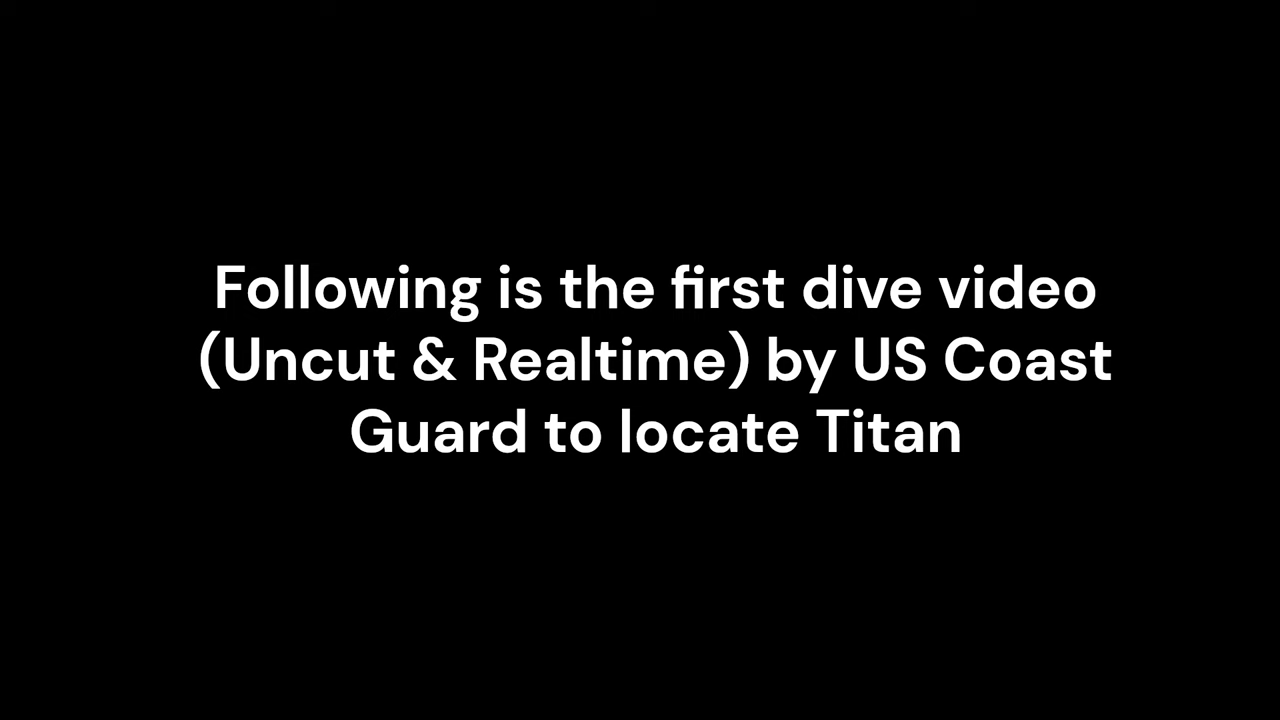 Following is the first dive video
(Uncut & Realtime) by US Coast
Guard to locate Titan